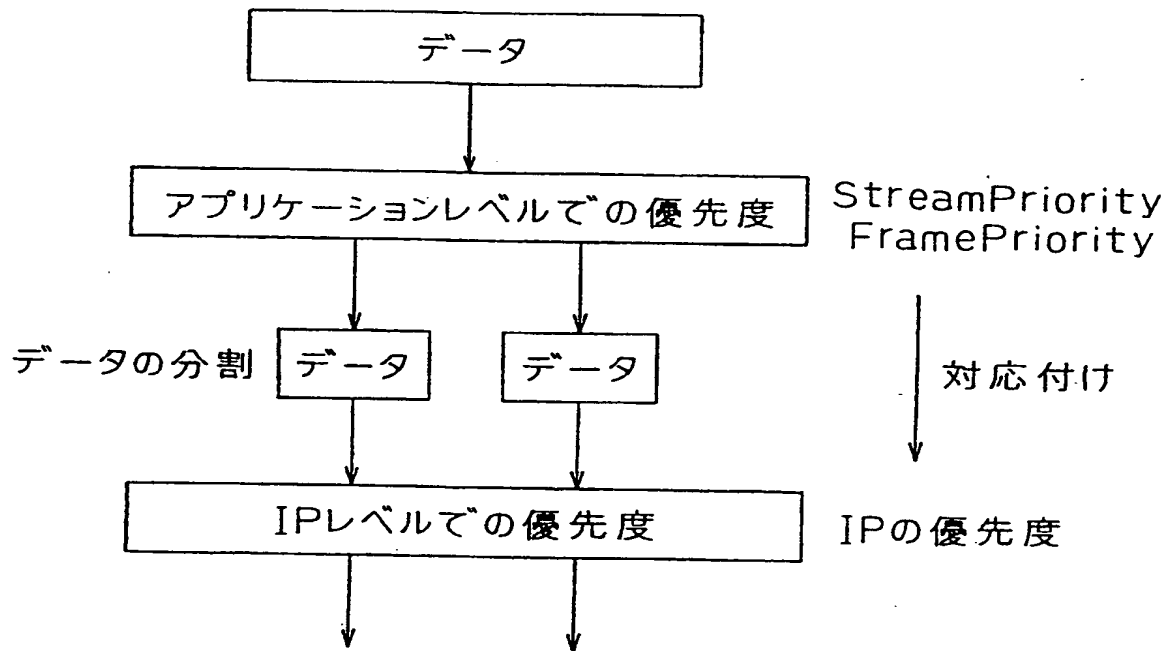 データ
アプリケーションレベルでの優先度
StreamPriority
FramePriority
データの分割
データ
データ
対応付け
IPレベルでの優先度
IPの優先度